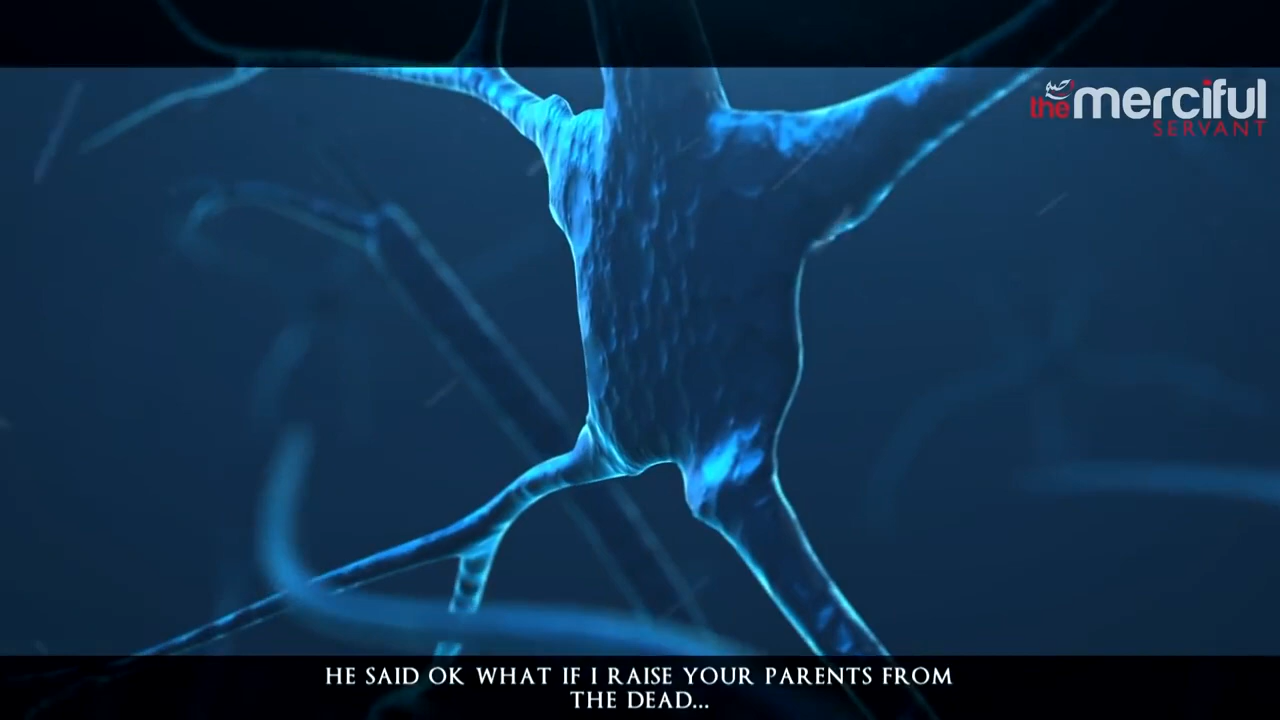 the merciful
SERVANT
HE SAID OK WHAT IF I RAISE YOUR PARENTS FROM
THE DEAD...